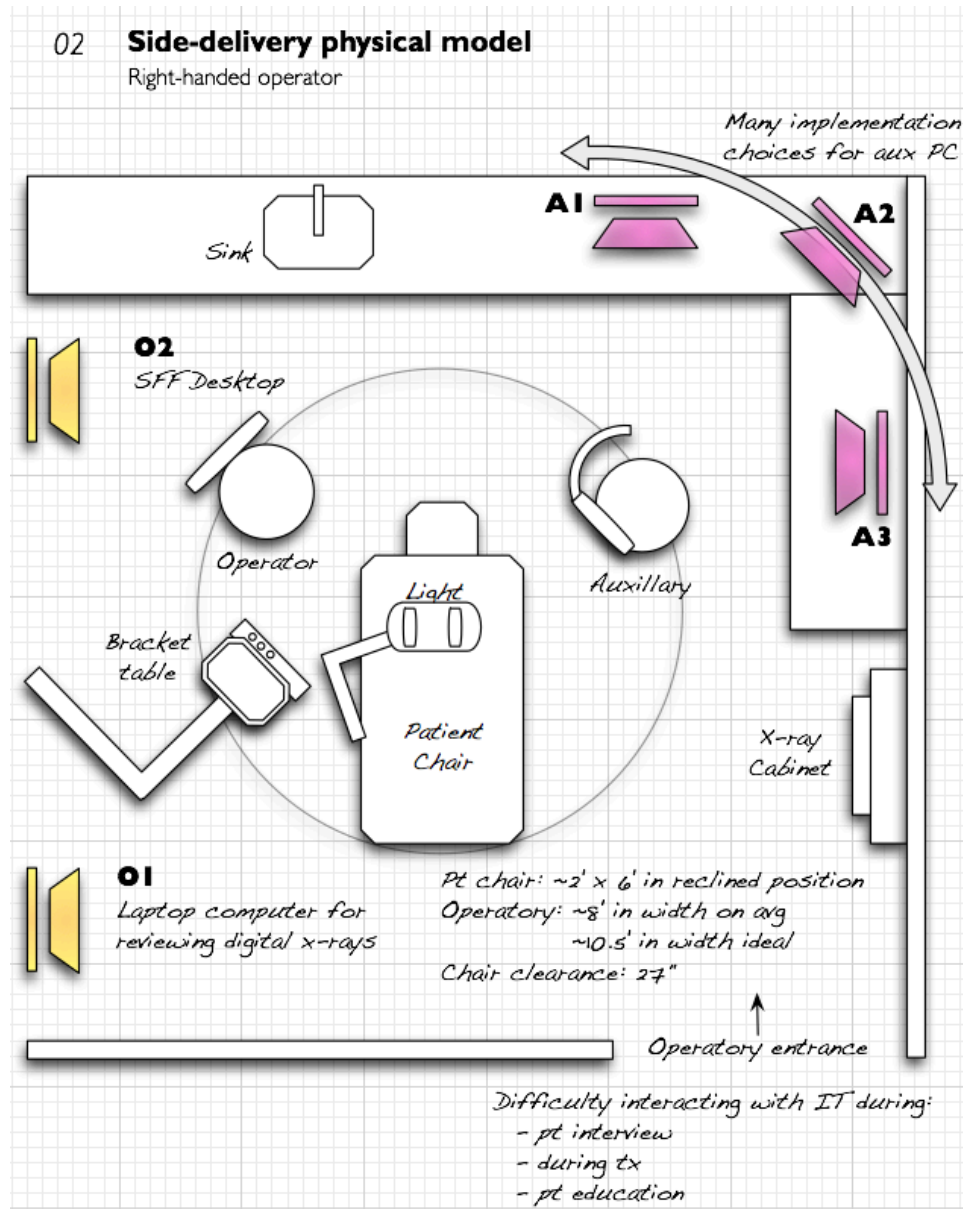 02 Side-delivery physical model
Right-handed operator
Many implementation
choices for aux PC
A1
A2
Sink
O2
SFF Desktop
A3
Operator
Auxillary
Light
Bracket
table
Patient
Chair
X-ray
Cabinet
O1
Laptop computer for
reviewing digital x-rays
Pt chair: ~2' x 6' in reclined position
Operatory: ~8' in width on avg
~10.5' in width ideal
Chair clearance: 27"
Operatory entrance
Difficulty interacting with IT during:
- pt interview
- during tx
- pt education